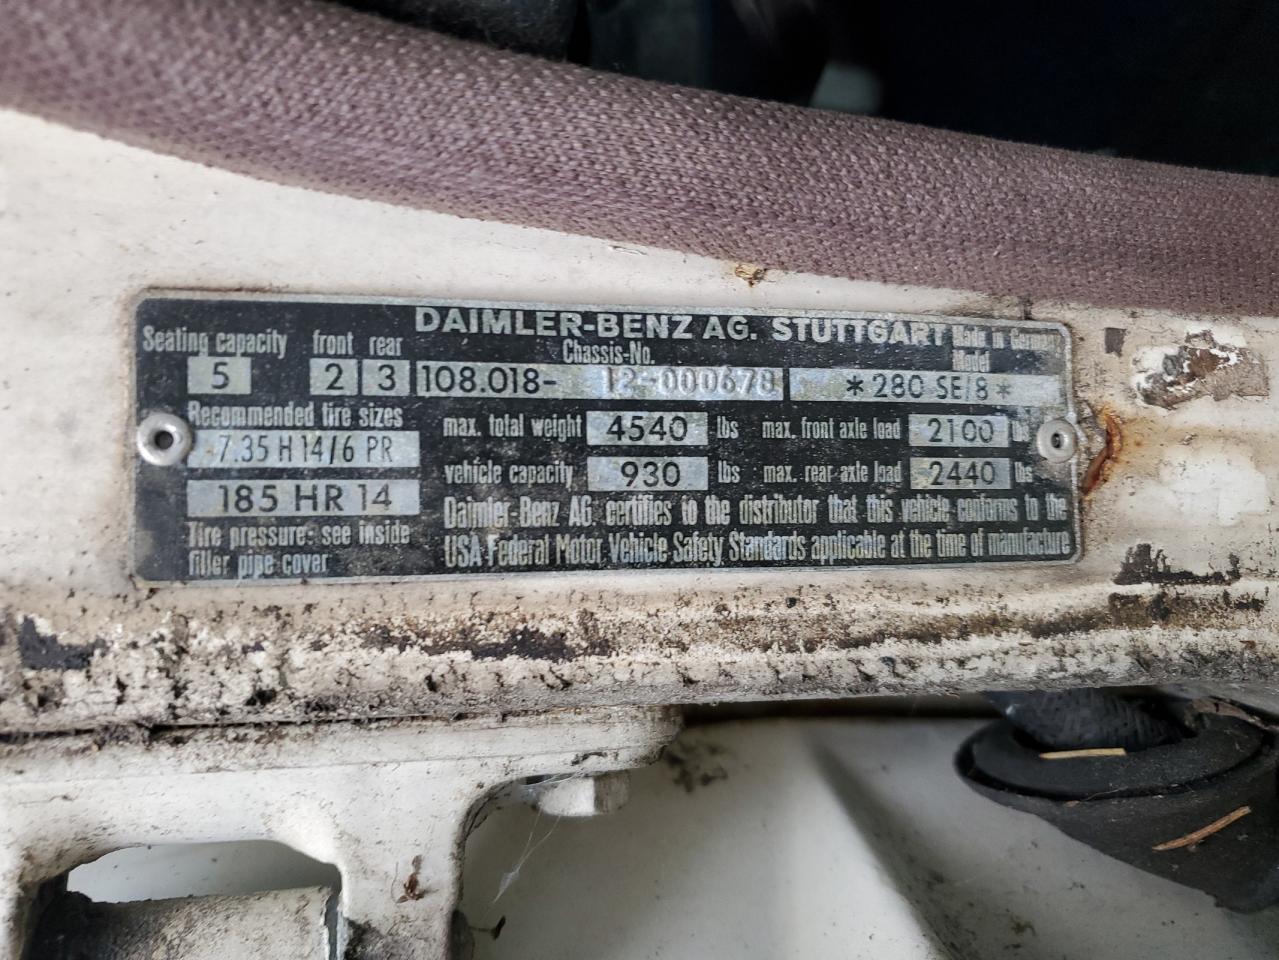 DAIMLER-BENZ AG. STUTTGART Made in Germany
Seating capacity front rear Chassis-No. Model
5 2 3 108.018- 12-000678 *280 SE/8*
Recommended tire sizes max. total weight 4540 lbs max. front axle load 2100 lbs
7.35 H 14/6 PR vehicle capacity 930 lbs max. rear axle load 2440 lbs
185 HR 14 Daimler-Benz AG certifies to the distributor that this vehicle conforms to the
Tire pressure: see inside USA-Federal Motor Vehicle Safety Standards applicable at the time of manufacture
filler pipe cover